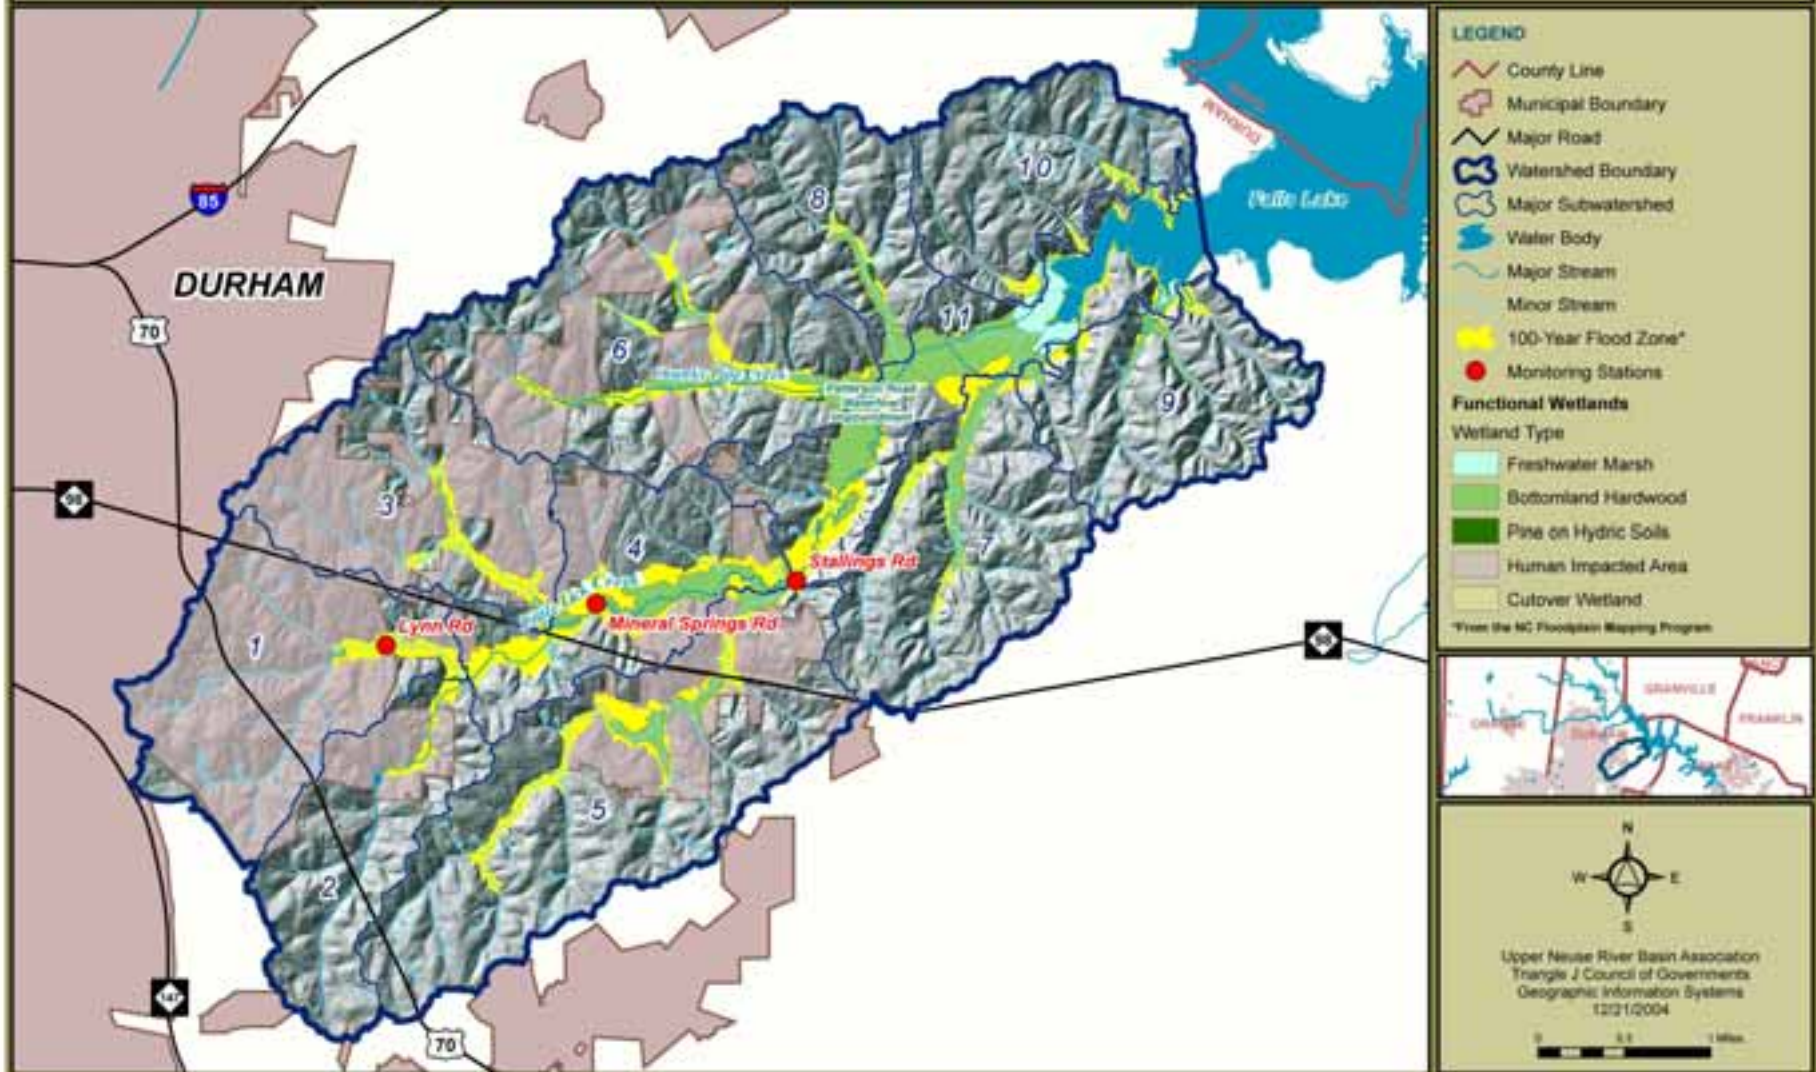 85
DURHAM
70
98
DURHAM
Falls Lake
10
8
11
6
9
3
4
7
Stallings Rd
Mineral Springs Rd
Lynn Rd
1
98
5
2
147
70
LEGEND
County Line
Municipal Boundary
Major Road
Watershed Boundary
Major Subwatershed
Water Body
Major Stream
Minor Stream
100-Year Flood Zone*
Monitoring Stations
Functional Wetlands
Wetland Type
Freshwater Marsh
Bottomland Hardwood
Pine on Hydric Soils
Human Impacted Area
Cutover Wetland
*From the NC Floodplain Mapping Program
GRANVILLE
FRANKLIN
ORANGE
N
W E
S
Upper Neuse River Basin Association
Triangle J Council of Governments
Geographic Information Systems
12/21/2004
0 0.5 1 Miles